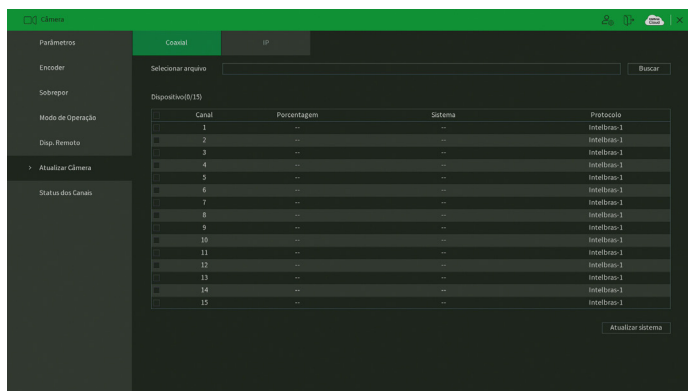 Câmera
Intelbras Cloud
Parâmetros
Encoder
Sobrepor
Modo de Operação
Disp. Remoto
> Atualizar Câmera
Status dos Canais
Coaxial IP
Selecionar arquivo Buscar
Dispositivo(0/15)
Canal Porcentagem Sistema Protocolo
1 -- -- Intelbras-1
2 -- -- Intelbras-1
3 -- -- Intelbras-1
4 -- -- Intelbras-1
5 -- -- Intelbras-1
6 -- -- Intelbras-1
7 -- -- Intelbras-1
8 -- -- Intelbras-1
9 -- -- Intelbras-1
10 -- -- Intelbras-1
11 -- -- Intelbras-1
12 -- -- Intelbras-1
13 -- -- Intelbras-1
14 -- -- Intelbras-1
15 -- -- Intelbras-1
Atualizar sistema